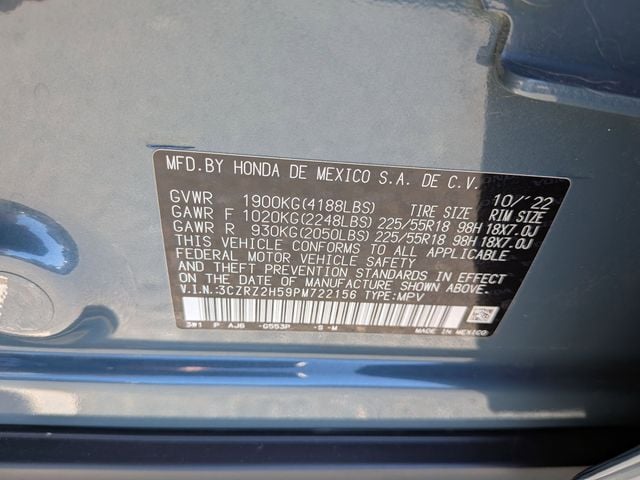 MFD.BY HONDA DE MEXICO S.A. DE C.V. 10/'22
GVWR 1900KG(4188LBS) TIRE SIZE RIM SIZE
GAWR F 1020KG(2248LBS) 225/55R18 98H 18X7.0J
GAWR R 930KG(2050LBS) 225/55R18 98H 18X7.0J
THIS VEHICLE CONFORMS TO ALL APPLICABLE
FEDERAL MOTOR VEHICLE SAFETY
STANDARDS IN EFFECT ON THE
DATE OF MANUFACTURE SHOWN ABOVE.
V.I.N.:3CZRZ2H59PM722156 TYPE:MPV
3W1 P AJ6 -G553P -S-M MADE IN MEXICO